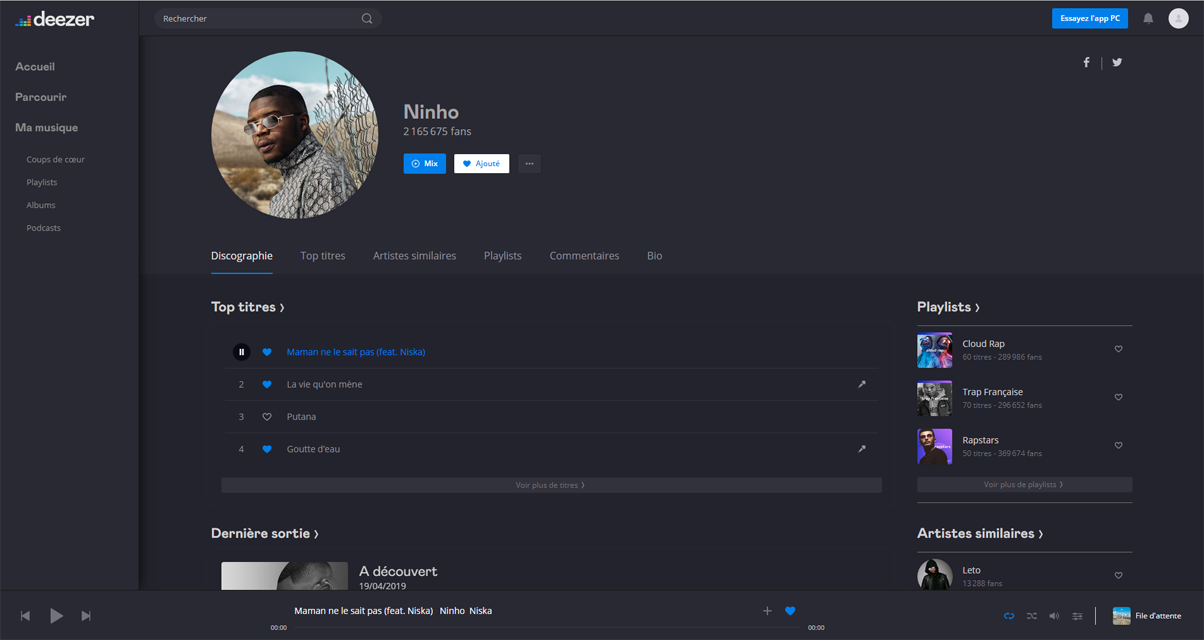 deezer
Rechercher
Essayez l'app PC
Accueil
Parcourir
Ma musique
Coups de cœur
Playlists
Albums
Podcasts
Ninho
2 165 675 fans
Mix
Ajouté
Discographie
Top titres
Artistes similaires
Playlists
Commentaires
Bio
Top titres
Maman ne le sait pas (feat. Niska)
2 La vie qu'on mène
3 Putana
4 Goutte d'eau
Voir plus de titres
Dernière sortie
A découvert
19/04/2019
Playlists
Cloud Rap
60 titres - 289 986 fans
Trap Française
70 titres - 296 652 fans
Rapstars
50 titres - 369 674 fans
Voir plus de playlists
Artistes similaires
Leto
13 288 fans
Maman ne le sait pas (feat. Niska) Ninho Niska
00:00
00:00
File d'attente